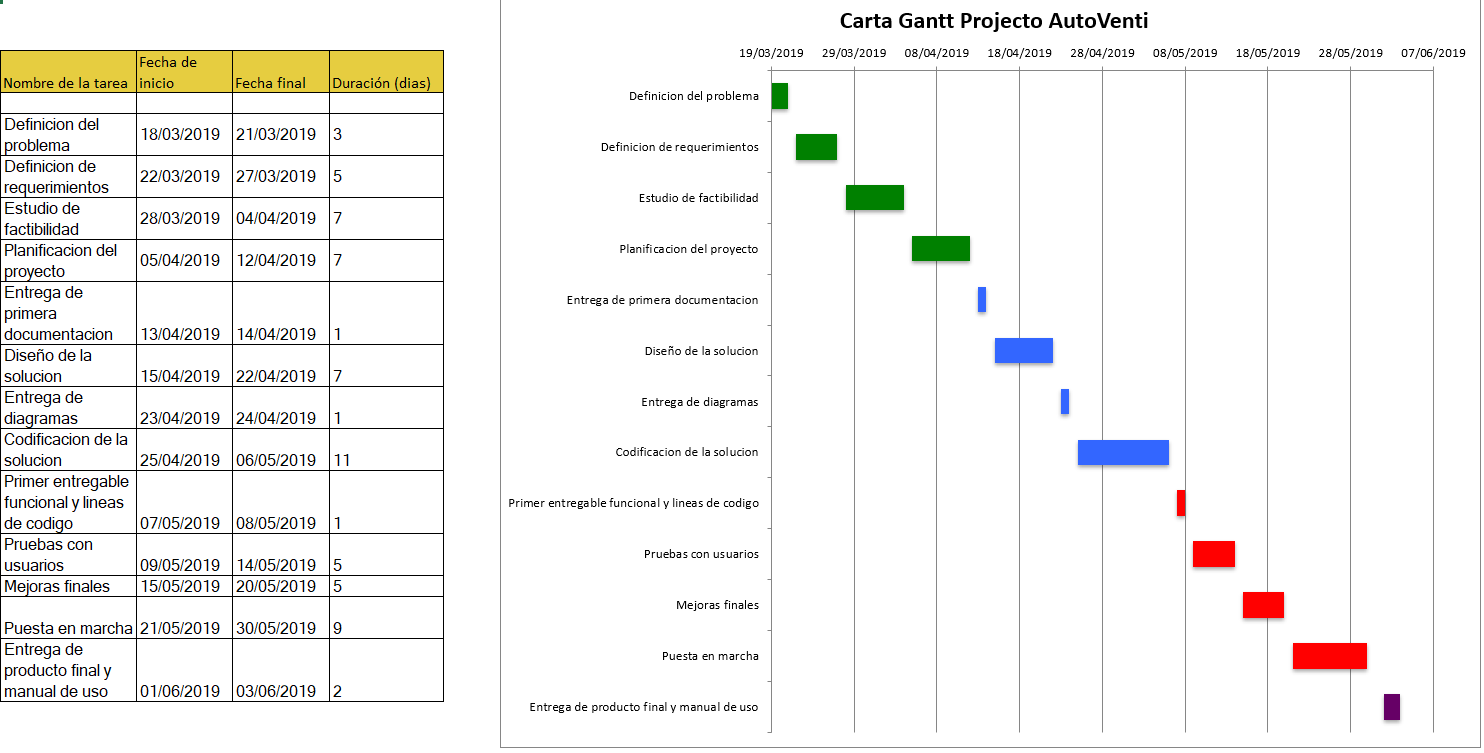 Nombre de la tarea
Fecha de
inicio
Fecha final
Duración (dias)
Definicion del
problema
18/03/2019
21/03/2019
3
Definicion de
requerimientos
22/03/2019
27/03/2019
5
Estudio de
factibilidad
28/03/2019
04/04/2019
7
Planificacion del
proyecto
05/04/2019
12/04/2019
7
Entrega de
primera
documentacion
13/04/2019
14/04/2019
1
Diseño de la
solucion
15/04/2019
22/04/2019
7
Entrega de
diagramas
23/04/2019
24/04/2019
1
Codificacion de la
solucion
25/04/2019
06/05/2019
11
Primer entregable
funcional y lineas
de codigo
07/05/2019
08/05/2019
1
Pruebas con
usuarios
09/05/2019
14/05/2019
5
Mejoras finales
15/05/2019
20/05/2019
5
Puesta en marcha
21/05/2019
30/05/2019
9
Entrega de
producto final y
manual de uso
01/06/2019
03/06/2019
2
Carta Gantt Projecto AutoVenti
19/03/2019 29/03/2019 08/04/2019 18/04/2019 28/04/2019 08/05/2019 18/05/2019 28/05/2019 07/06/2019
Definicion del problema
Definicion de requerimientos
Estudio de factibilidad
Planificacion del proyecto
Entrega de primera documentacion
Diseño de la solucion
Entrega de diagramas
Codificacion de la solucion
Primer entregable funcional y lineas de codigo
Pruebas con usuarios
Mejoras finales
Puesta en marcha
Entrega de producto final y manual de uso